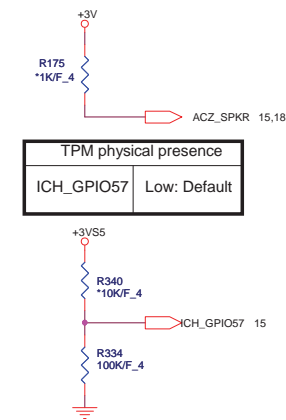 +3V
R175
*1K/F_4
ACZ_SPKR 15,18
TPM physical presence
ICH_GPIO57 Low: Default
+3VS5
R340
*10K/F_4
ICH_GPIO57 15
R334
100K/F_4